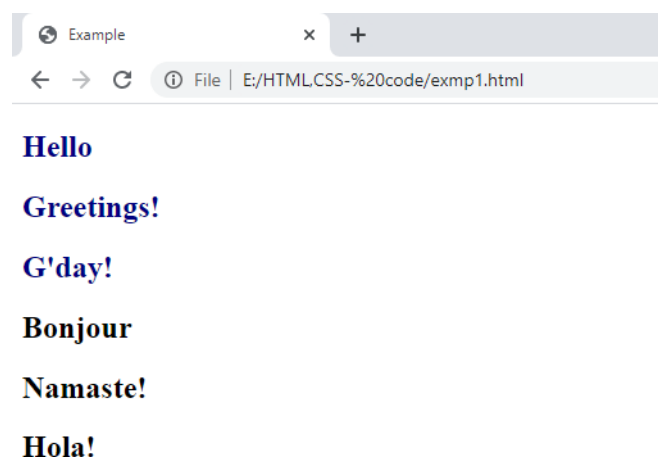 Example
File | E:/HTML,CSS-%20code/exmp1.html
Hello
Greetings!
G'day!
Bonjour
Namaste!
Hola!